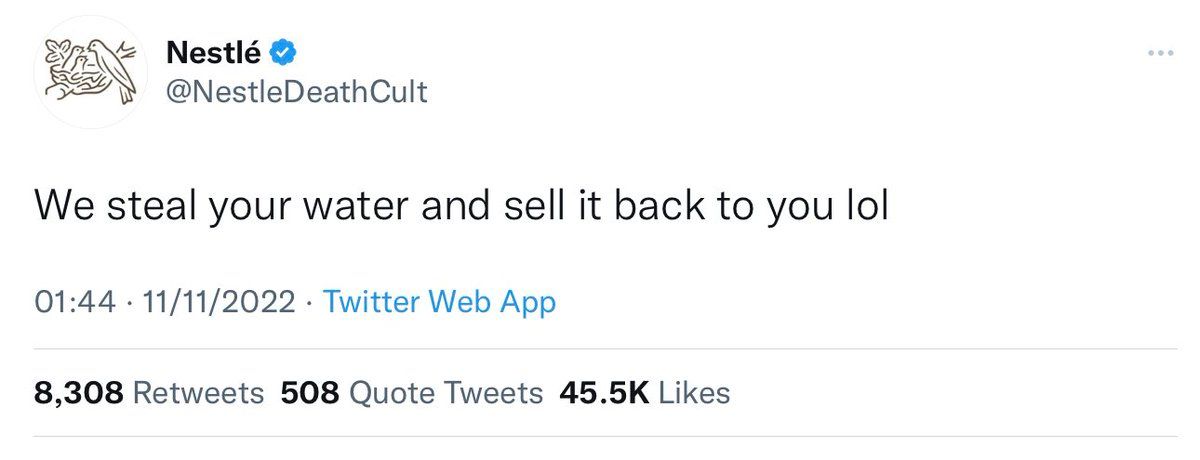 Nestlé
@NestleDeathCult
We steal your water and sell it back to you lol
01:44 · 11/11/2022 · Twitter Web App
8,308 Retweets 508 Quote Tweets 45.5K Likes